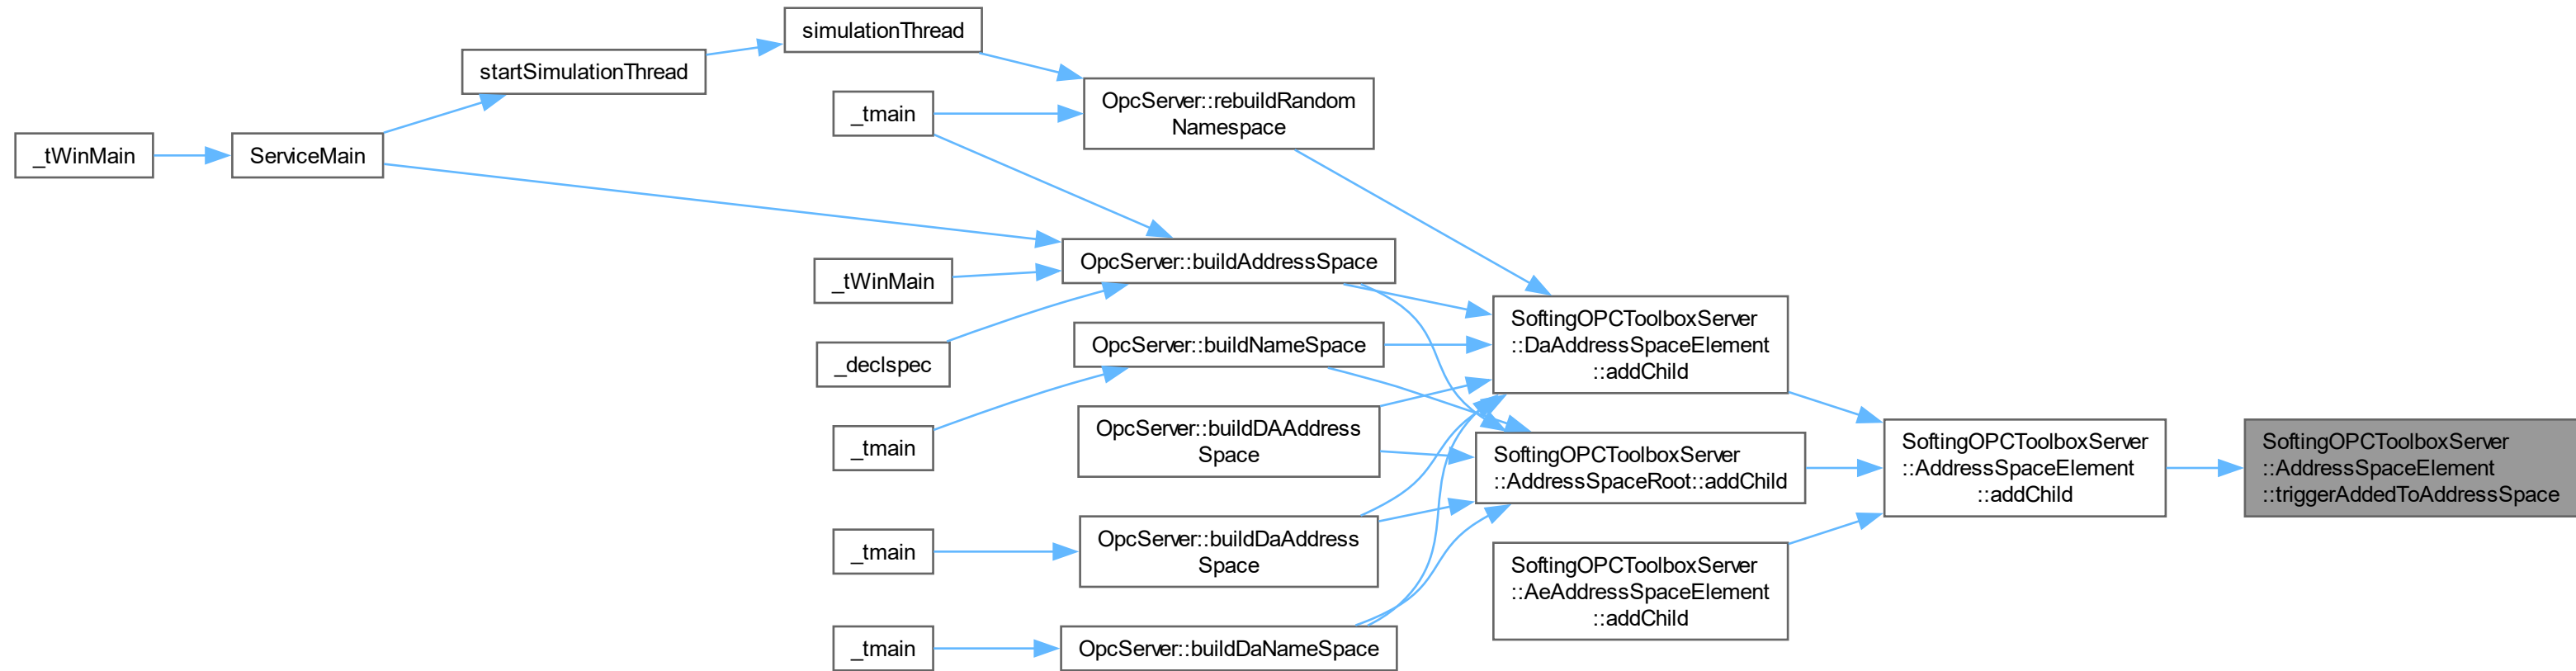 simulationThread
startSimulationThread
OpcServer::rebuildRandom
Namespace
_tmain
_tWinMain
ServiceMain
OpcServer::buildAddressSpace
_tWinMain
SoftingOPCToolboxServer
::DaAddressSpaceElement
::addChild
OpcServer::buildNameSpace
_declspec
OpcServer::buildDAAddress
Space
_tmain
SoftingOPCToolboxServer
::AddressSpaceRoot::addChild
SoftingOPCToolboxServer
::AddressSpaceElement
::addChild
SoftingOPCToolboxServer
::AddressSpaceElement
::triggerAddedToAddressSpace
OpcServer::buildDaAddress
Space
_tmain
SoftingOPCToolboxServer
::AeAddressSpaceElement
::addChild
_tmain
OpcServer::buildDaNameSpace